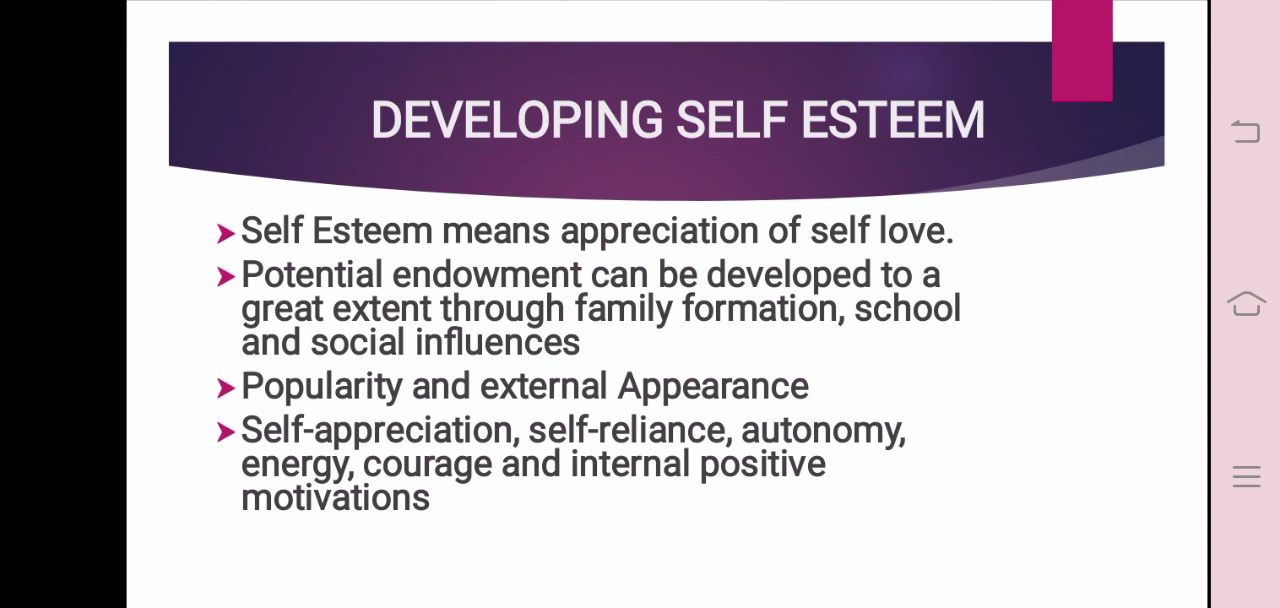 DEVELOPING SELF ESTEEM
Self Esteem means appreciation of self love.
Potential endowment can be developed to a
great extent through family formation, school
and social influences
Popularity and external Appearance
Self-appreciation, self-reliance, autonomy,
energy, courage and internal positive
motivations